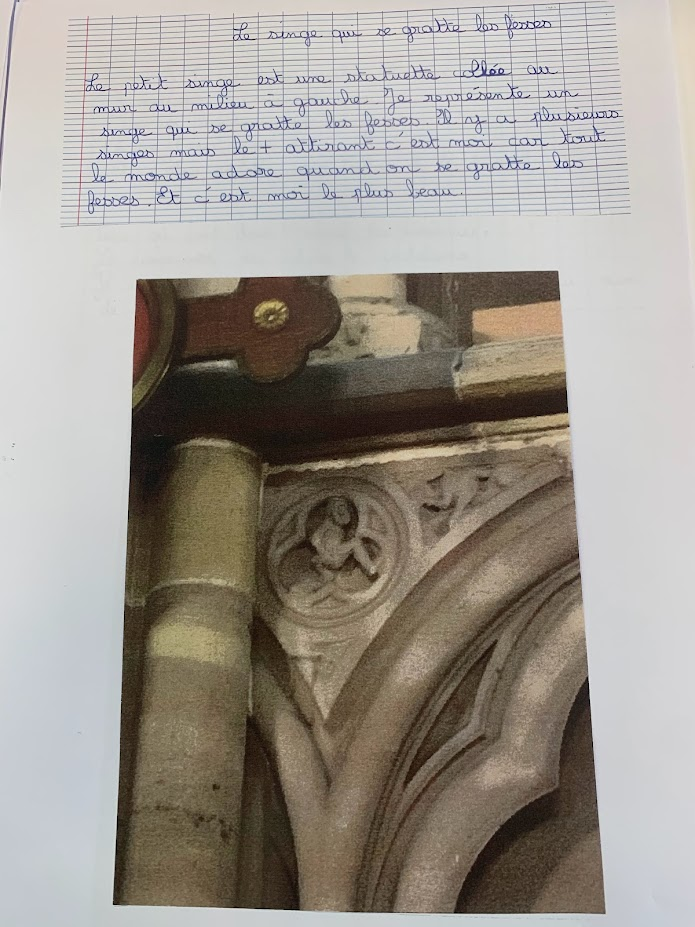 Le singe qui se gratte les fesses
Le petit singe est une statuette collée au
mur du milieu à gauche. Je représente un
singe qui se gratte les fesses. Il y a plusieurs
singes mais le + attirant c'est moi car tout
le monde adore quand on se gratte les
fesses. Et c'est moi le plus beau.